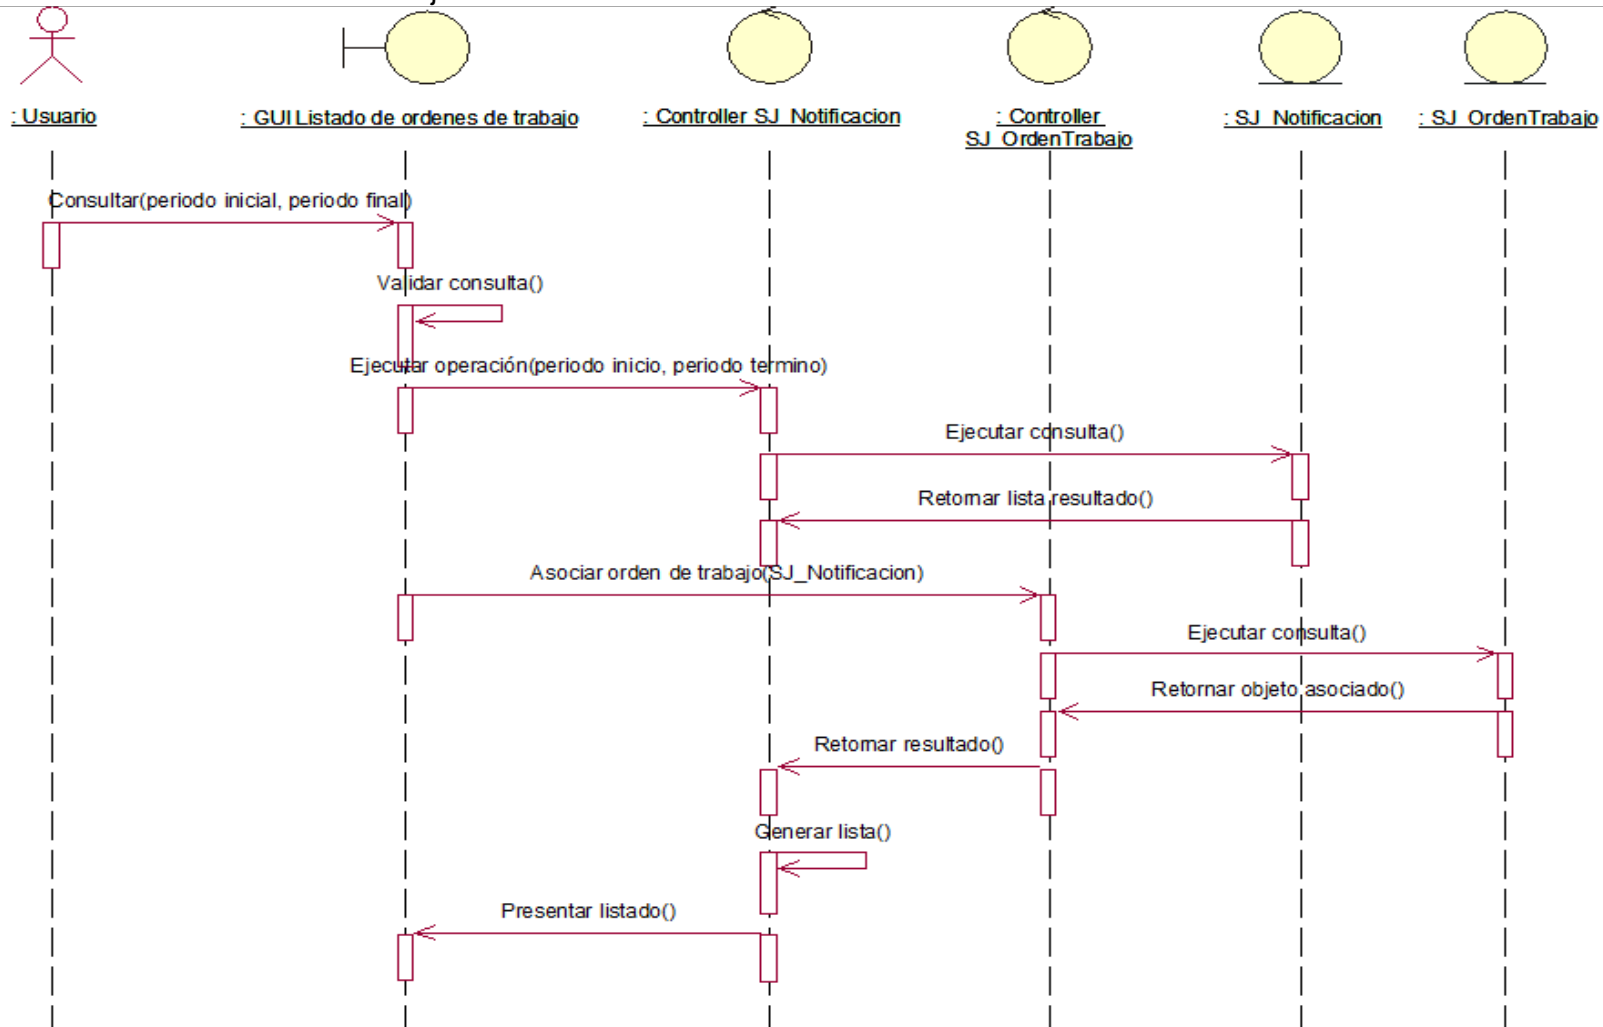 : Usuario
: GUI Listado de ordenes de trabajo
: Controller SJ_Notificacion
: Controller
SJ_OrdenTrabajo
: SJ_Notificacion
: SJ_OrdenTrabajo
Consultar(periodo inicial, periodo final)
Validar consulta()
Ejecutar operación(periodo inicio, periodo termino)
Ejecutar consulta()
Retornar lista resultado()
Asociar orden de trabajo(SJ_Notificacion)
Ejecutar consulta()
Retornar objeto asociado()
Retornar resultado()
Generar lista()
Presentar listado()